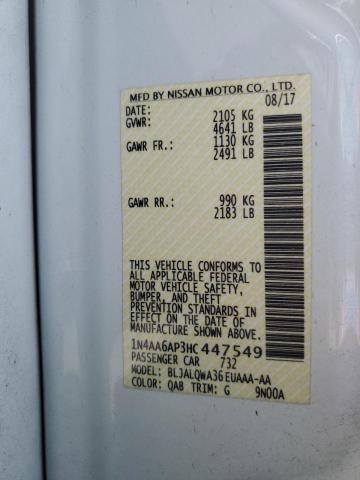 MFD BY NISSAN MOTOR CO., LTD.
DATE: 08/17
GVWR: 2105 KG
4641 LB
GAWR FR.: 1130 KG
2491 LB
GAWR RR.: 990 KG
2183 LB
THIS VEHICLE CONFORMS TO
ALL APPLICABLE FEDERAL
MOTOR VEHICLE SAFETY,
BUMPER, AND THEFT
PREVENTION STANDARDS IN
EFFECT ON THE DATE OF
MANUFACTURE SHOWN ABOVE.
1N4AA6AP3HC447549
PASSENGER CAR 732
MODEL: BLJALQWA36EUAAA-AA
COLOR: QAB TRIM: G 9N00A